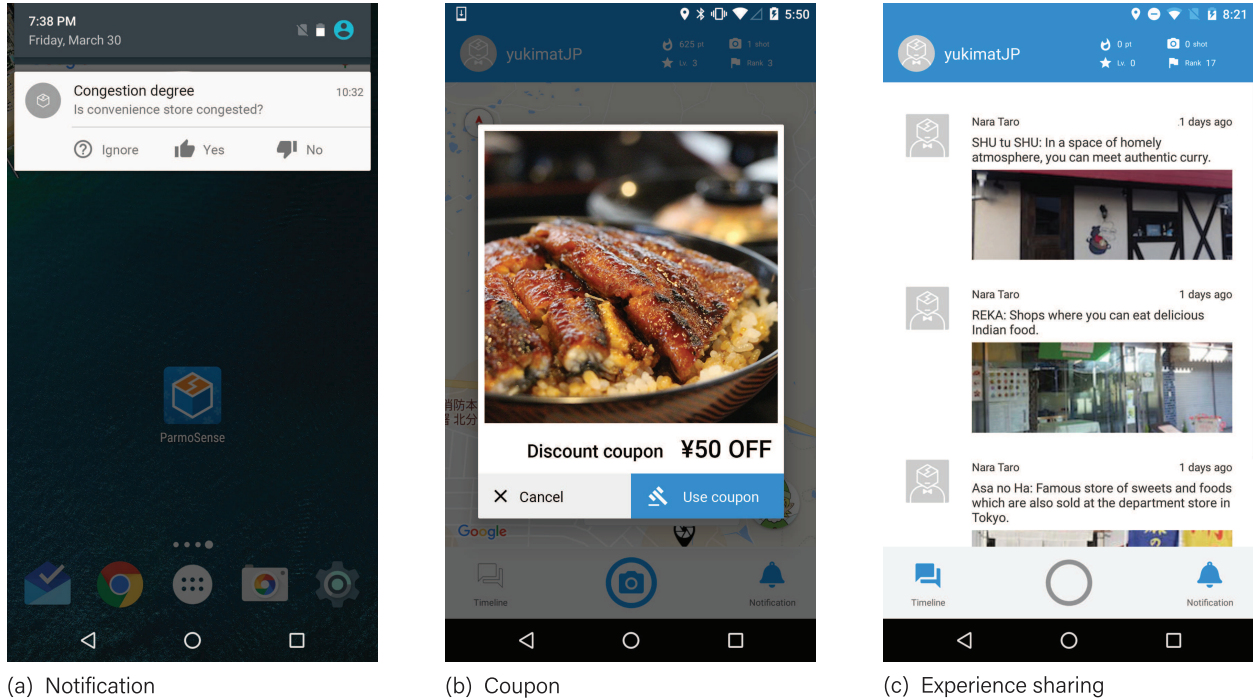 7:38 PM
Friday, March 30
Congestion degree
10:32
Is convenience store congested?
Ignore
Yes
No
ParmoSense
(a) Notification
5:50
yukimatJP
625 pt
1 shot
Lv. 3
Rank 3
消防本
北分
Discount coupon ¥50 OFF
Cancel
Use coupon
Google
Timeline
Notification
(b) Coupon
8:21
yukimatJP
0 pt
0 shot
Lv. 0
Rank 17
Nara Taro
1 days ago
SHU tu SHU: In a space of homely
atmosphere, you can meet authentic curry.
Nara Taro
1 days ago
REKA: Shops where you can eat delicious
Indian food.
Nara Taro
1 days ago
Asa no Ha: Famous store of sweets and foods
which are also sold at the department store in
Tokyo.
Timeline
Notification
(c) Experience sharing